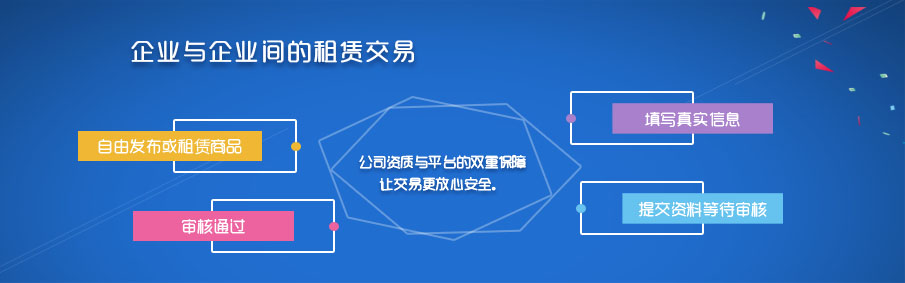 企业与企业间的租赁交易
自由发布或租赁商品
审核通过
公司资质与平台的双重保障
让交易更放心安全。
填写真实信息
提交资料等待审核